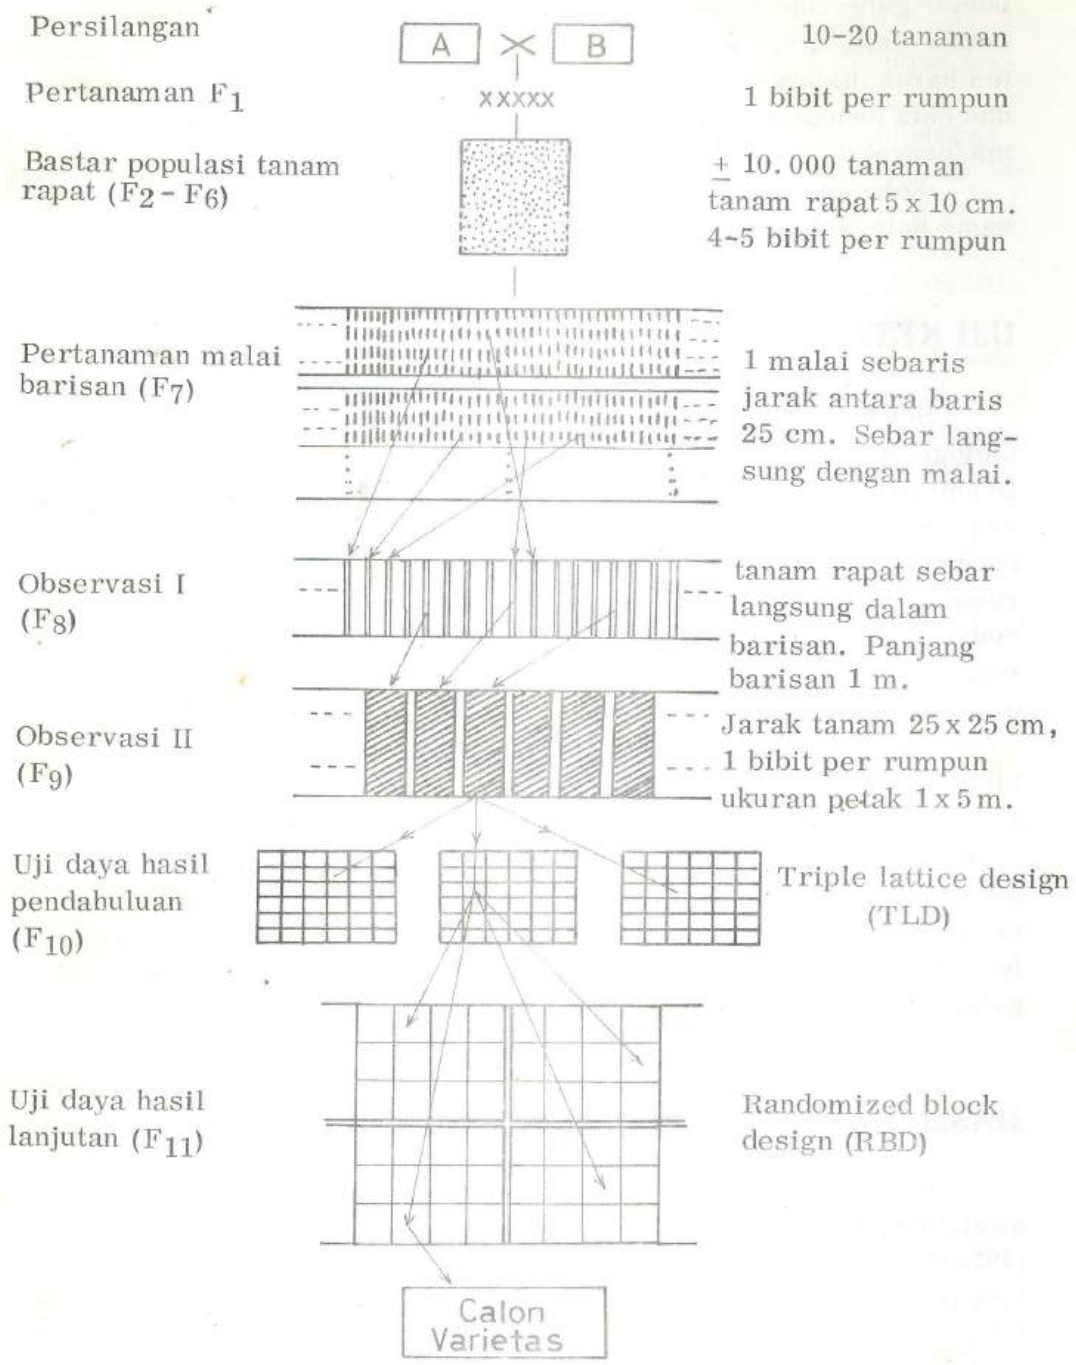 Persilangan
A × B
10-20 tanaman
Pertanaman F1
xxxxx
1 bibit per rumpun
Bastar populasi tanam
rapat (F2 - F6)
+ 10.000 tanaman
tanam rapat 5 x 10 cm.
4-5 bibit per rumpun
Pertanaman malai
barisan (F7)
1 malai sebaris
jarak antara baris
25 cm. Sebar lang-
sung dengan malai.
Observasi I
(F8)
tanam rapat sebar
langsung dalam
barisan. Panjang
barisan 1 m.
Observasi II
(F9)
Jarak tanam 25 x 25 cm,
1 bibit per rumpun
ukuran petak 1 x 5 m.
Uji daya hasil
pendahuluan
(F10)
Triple lattice design
(TLD)
Uji daya hasil
lanjutan (F11)
Randomized block
design (RBD)
Calon
Varietas